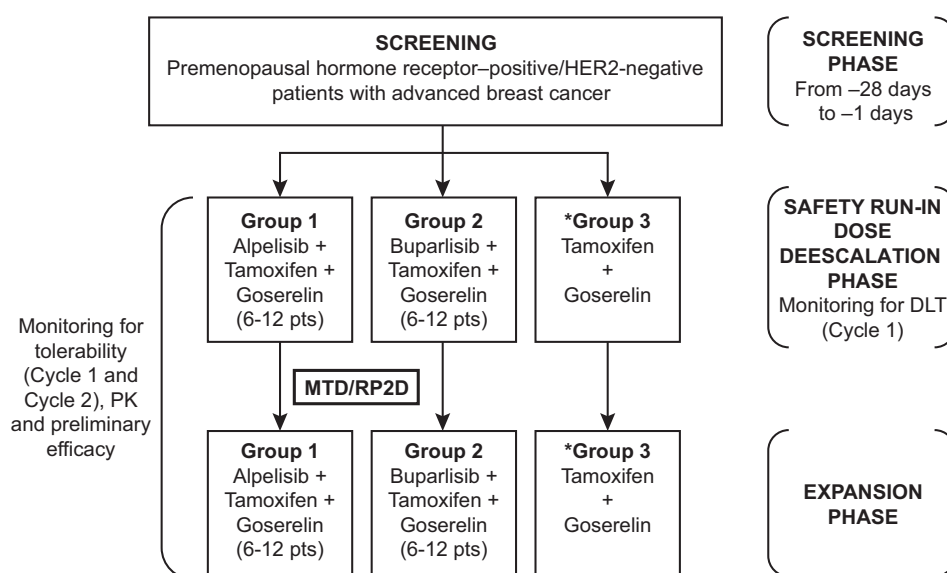 SCREENING
Premenopausal hormone receptor–positive/HER2-negative
patients with advanced breast cancer
SCREENING
PHASE
From –28 days
to –1 days
Group 1
Alpelisib +
Tamoxifen +
Goserelin
(6-12 pts)
Group 2
Buparlisib +
Tamoxifen +
Goserelin
(6-12 pts)
*Group 3
Tamoxifen
+
Goserelin
SAFETY RUN-IN
DOSE
DEESCALATION
PHASE
Monitoring for DLT
(Cycle 1)
Monitoring for
tolerability
(Cycle 1 and
Cycle 2), PK
and preliminary
efficacy
MTD/RP2D
Group 1
Alpelisib +
Tamoxifen +
Goserelin
(6-12 pts)
Group 2
Buparlisib +
Tamoxifen +
Goserelin
(6-12 pts)
*Group 3
Tamoxifen
+
Goserelin
EXPANSION
PHASE